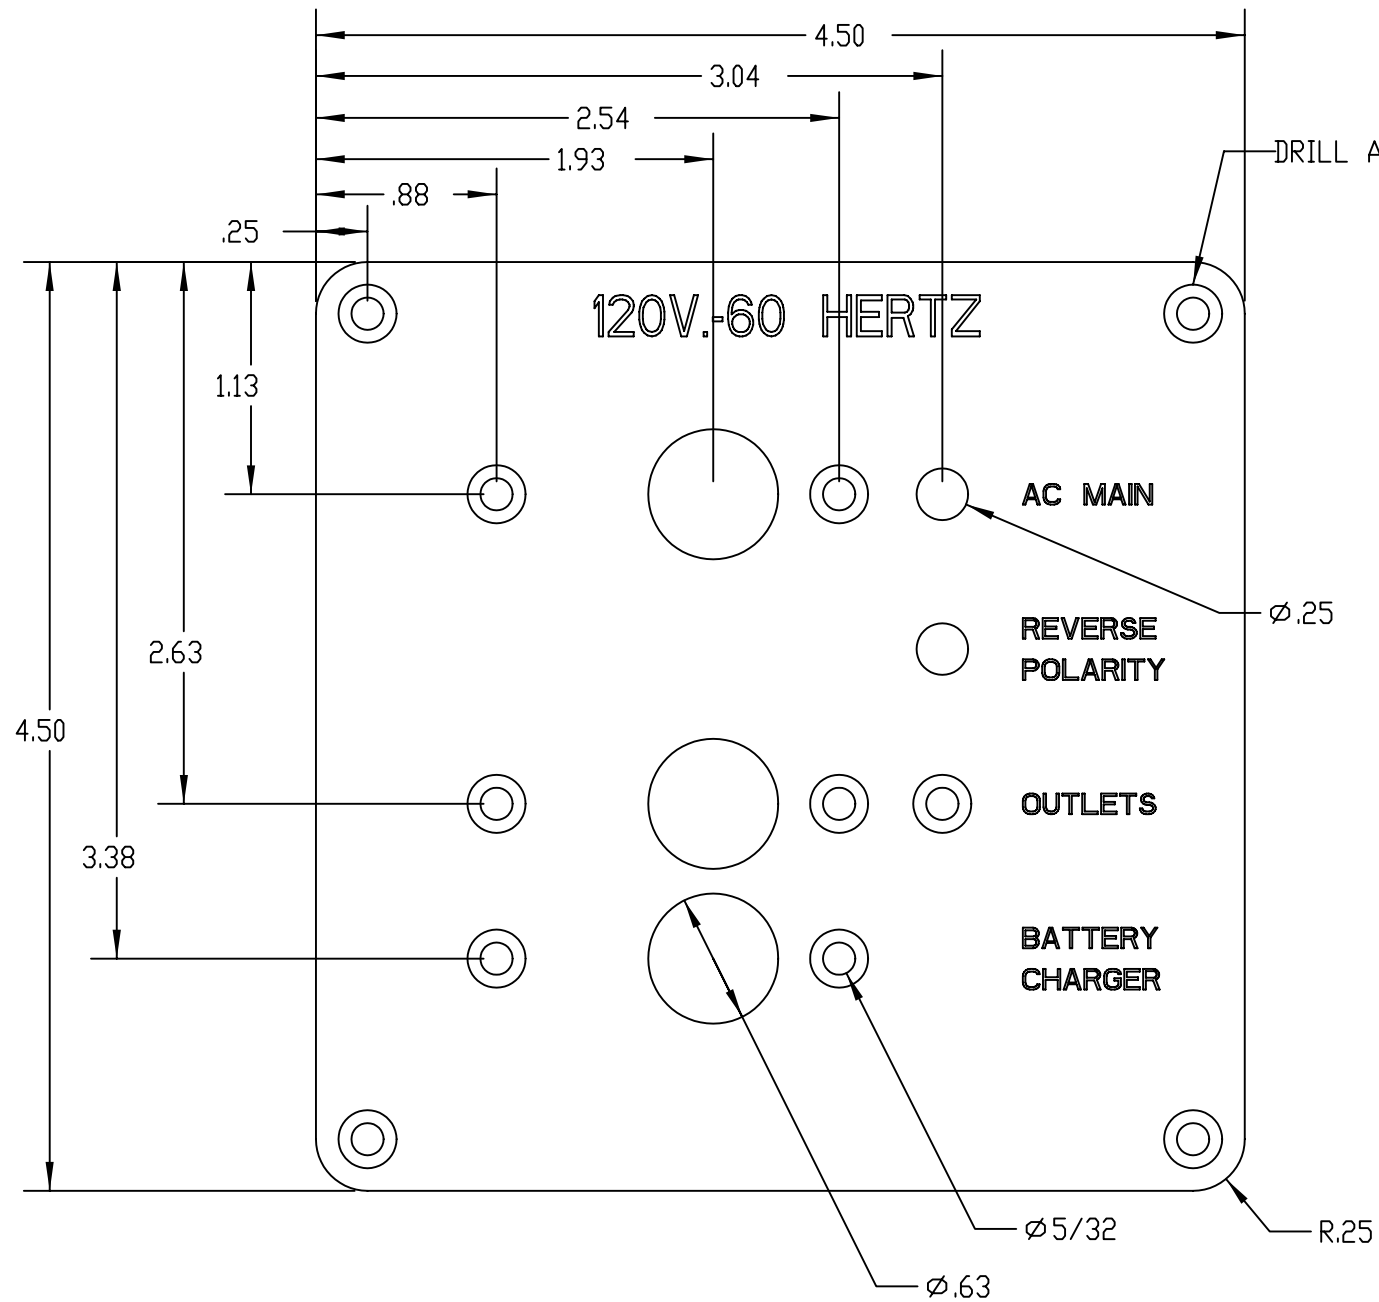 4.50
3.04
2.54
1.93
DRILL
.88
.25
120V.-60 HERTZ
1.13
AC MAIN
Ø.25
REVERSE
POLARITY
2.63
4.50
OUTLETS
3.38
BATTERY
CHARGER
Ø5/32
R.25
Ø.63